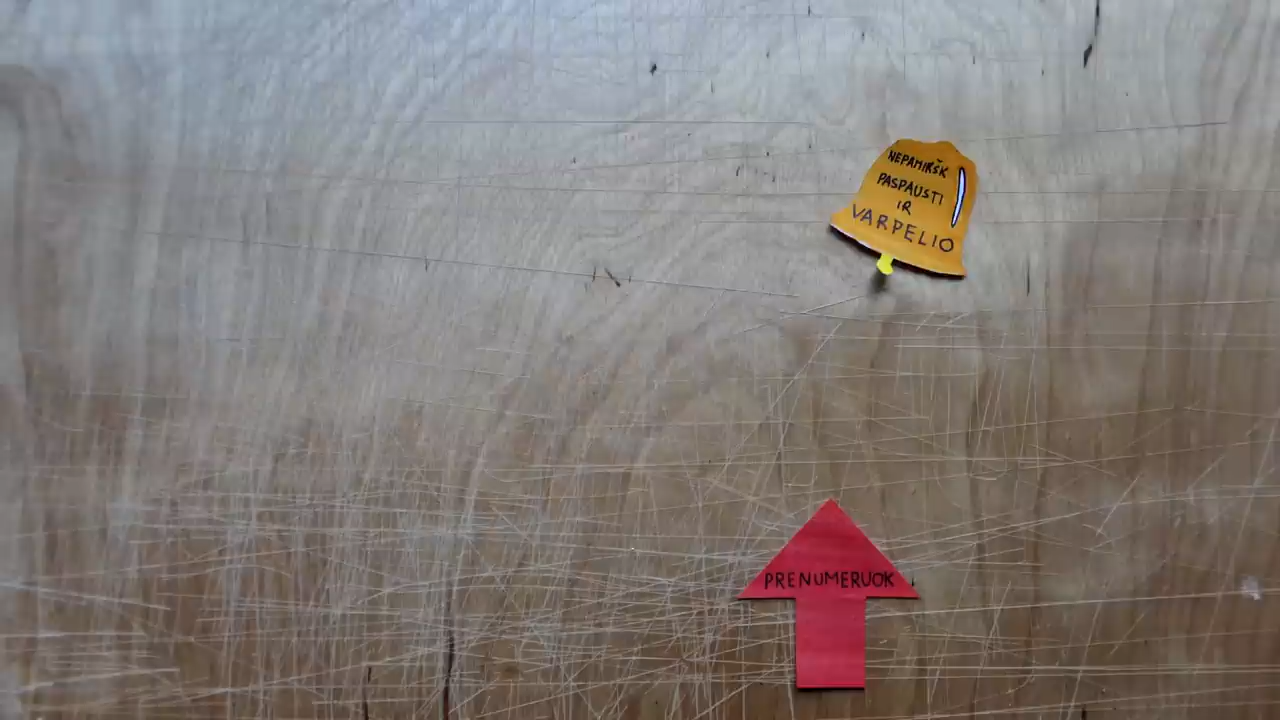 NEPAMIRŠK
PASPAUSTI
IR
VARPELIO
PRENUMERUOK